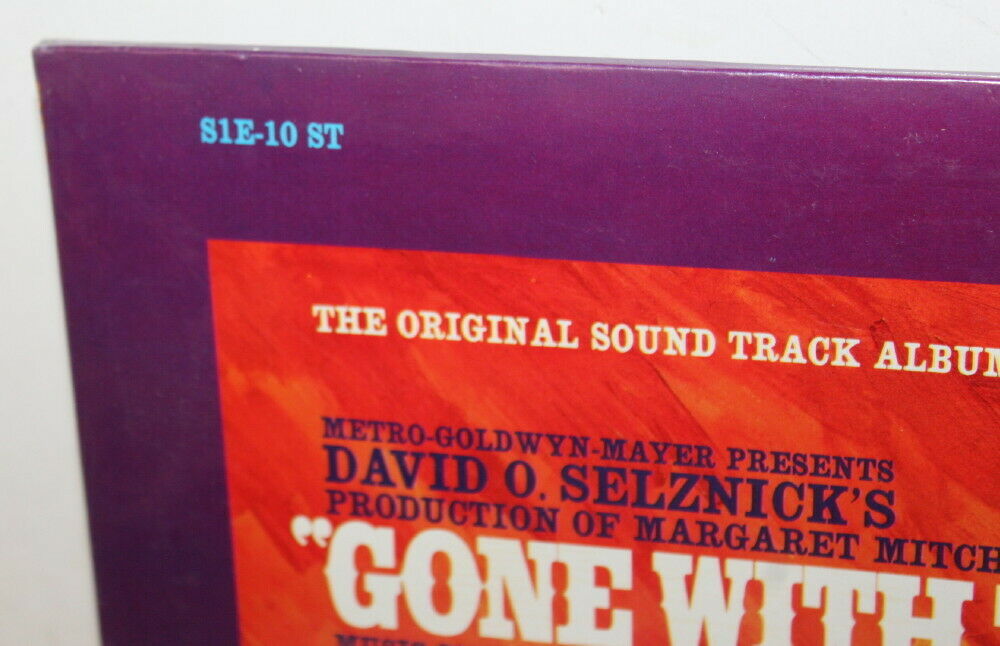 S1E-10 ST
THE ORIGINAL SOUND TRACK ALBUM
METRO-GOLDWYN-MAYER PRESENTS
DAVID O. SELZNICK'S
PRODUCTION OF MARGARET MITCH
"GONE WITH